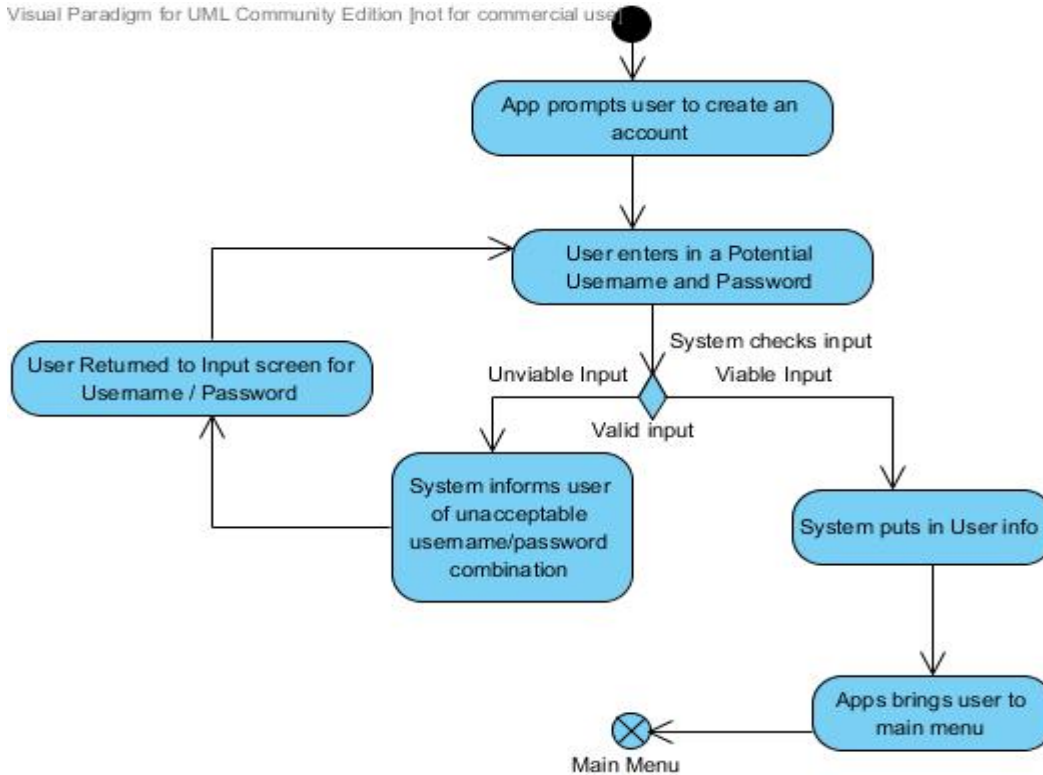 Visual Paradigm for UML Community Edition [not for commercial use]
App prompts user to create an
account
User enters in a Potential
Username and Password
System checks input
Unviable Input
Viable Input
Valid input
User Returned to Input screen for
Username / Password
System informs user
of unacceptable
username/password
combination
System puts in User info
Apps brings user to
main menu
Main Menu